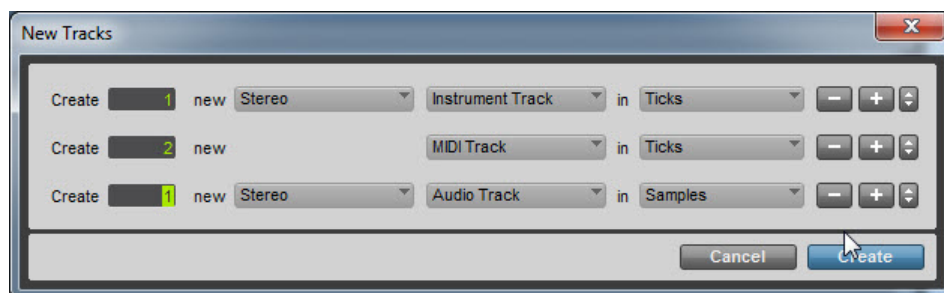 New Tracks
Create 1 new Stereo Instrument Track in Ticks
Create 2 new MIDI Track in Ticks
Create 1 new Stereo Audio Track in Samples
Cancel Create